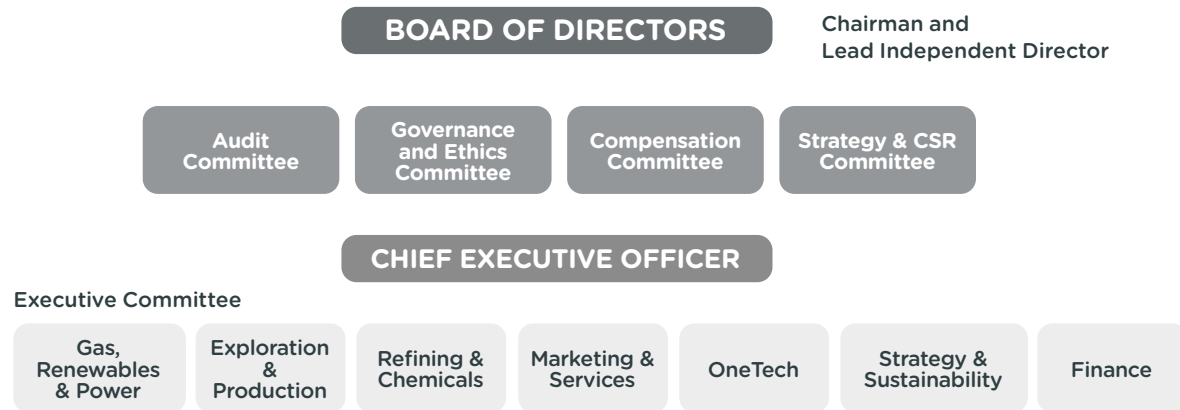 BOARD OF DIRECTORS
Chairman and
Lead Independent Director
Audit
Committee
Governance
and Ethics
Committee
Compensation
Committee
Strategy & CSR
Committee
CHIEF EXECUTIVE OFFICER
Executive Committee
Gas,
Renewables
& Power
Exploration
&
Production
Refining &
Chemicals
Marketing &
Services
OneTech
Strategy &
Sustainability
Finance